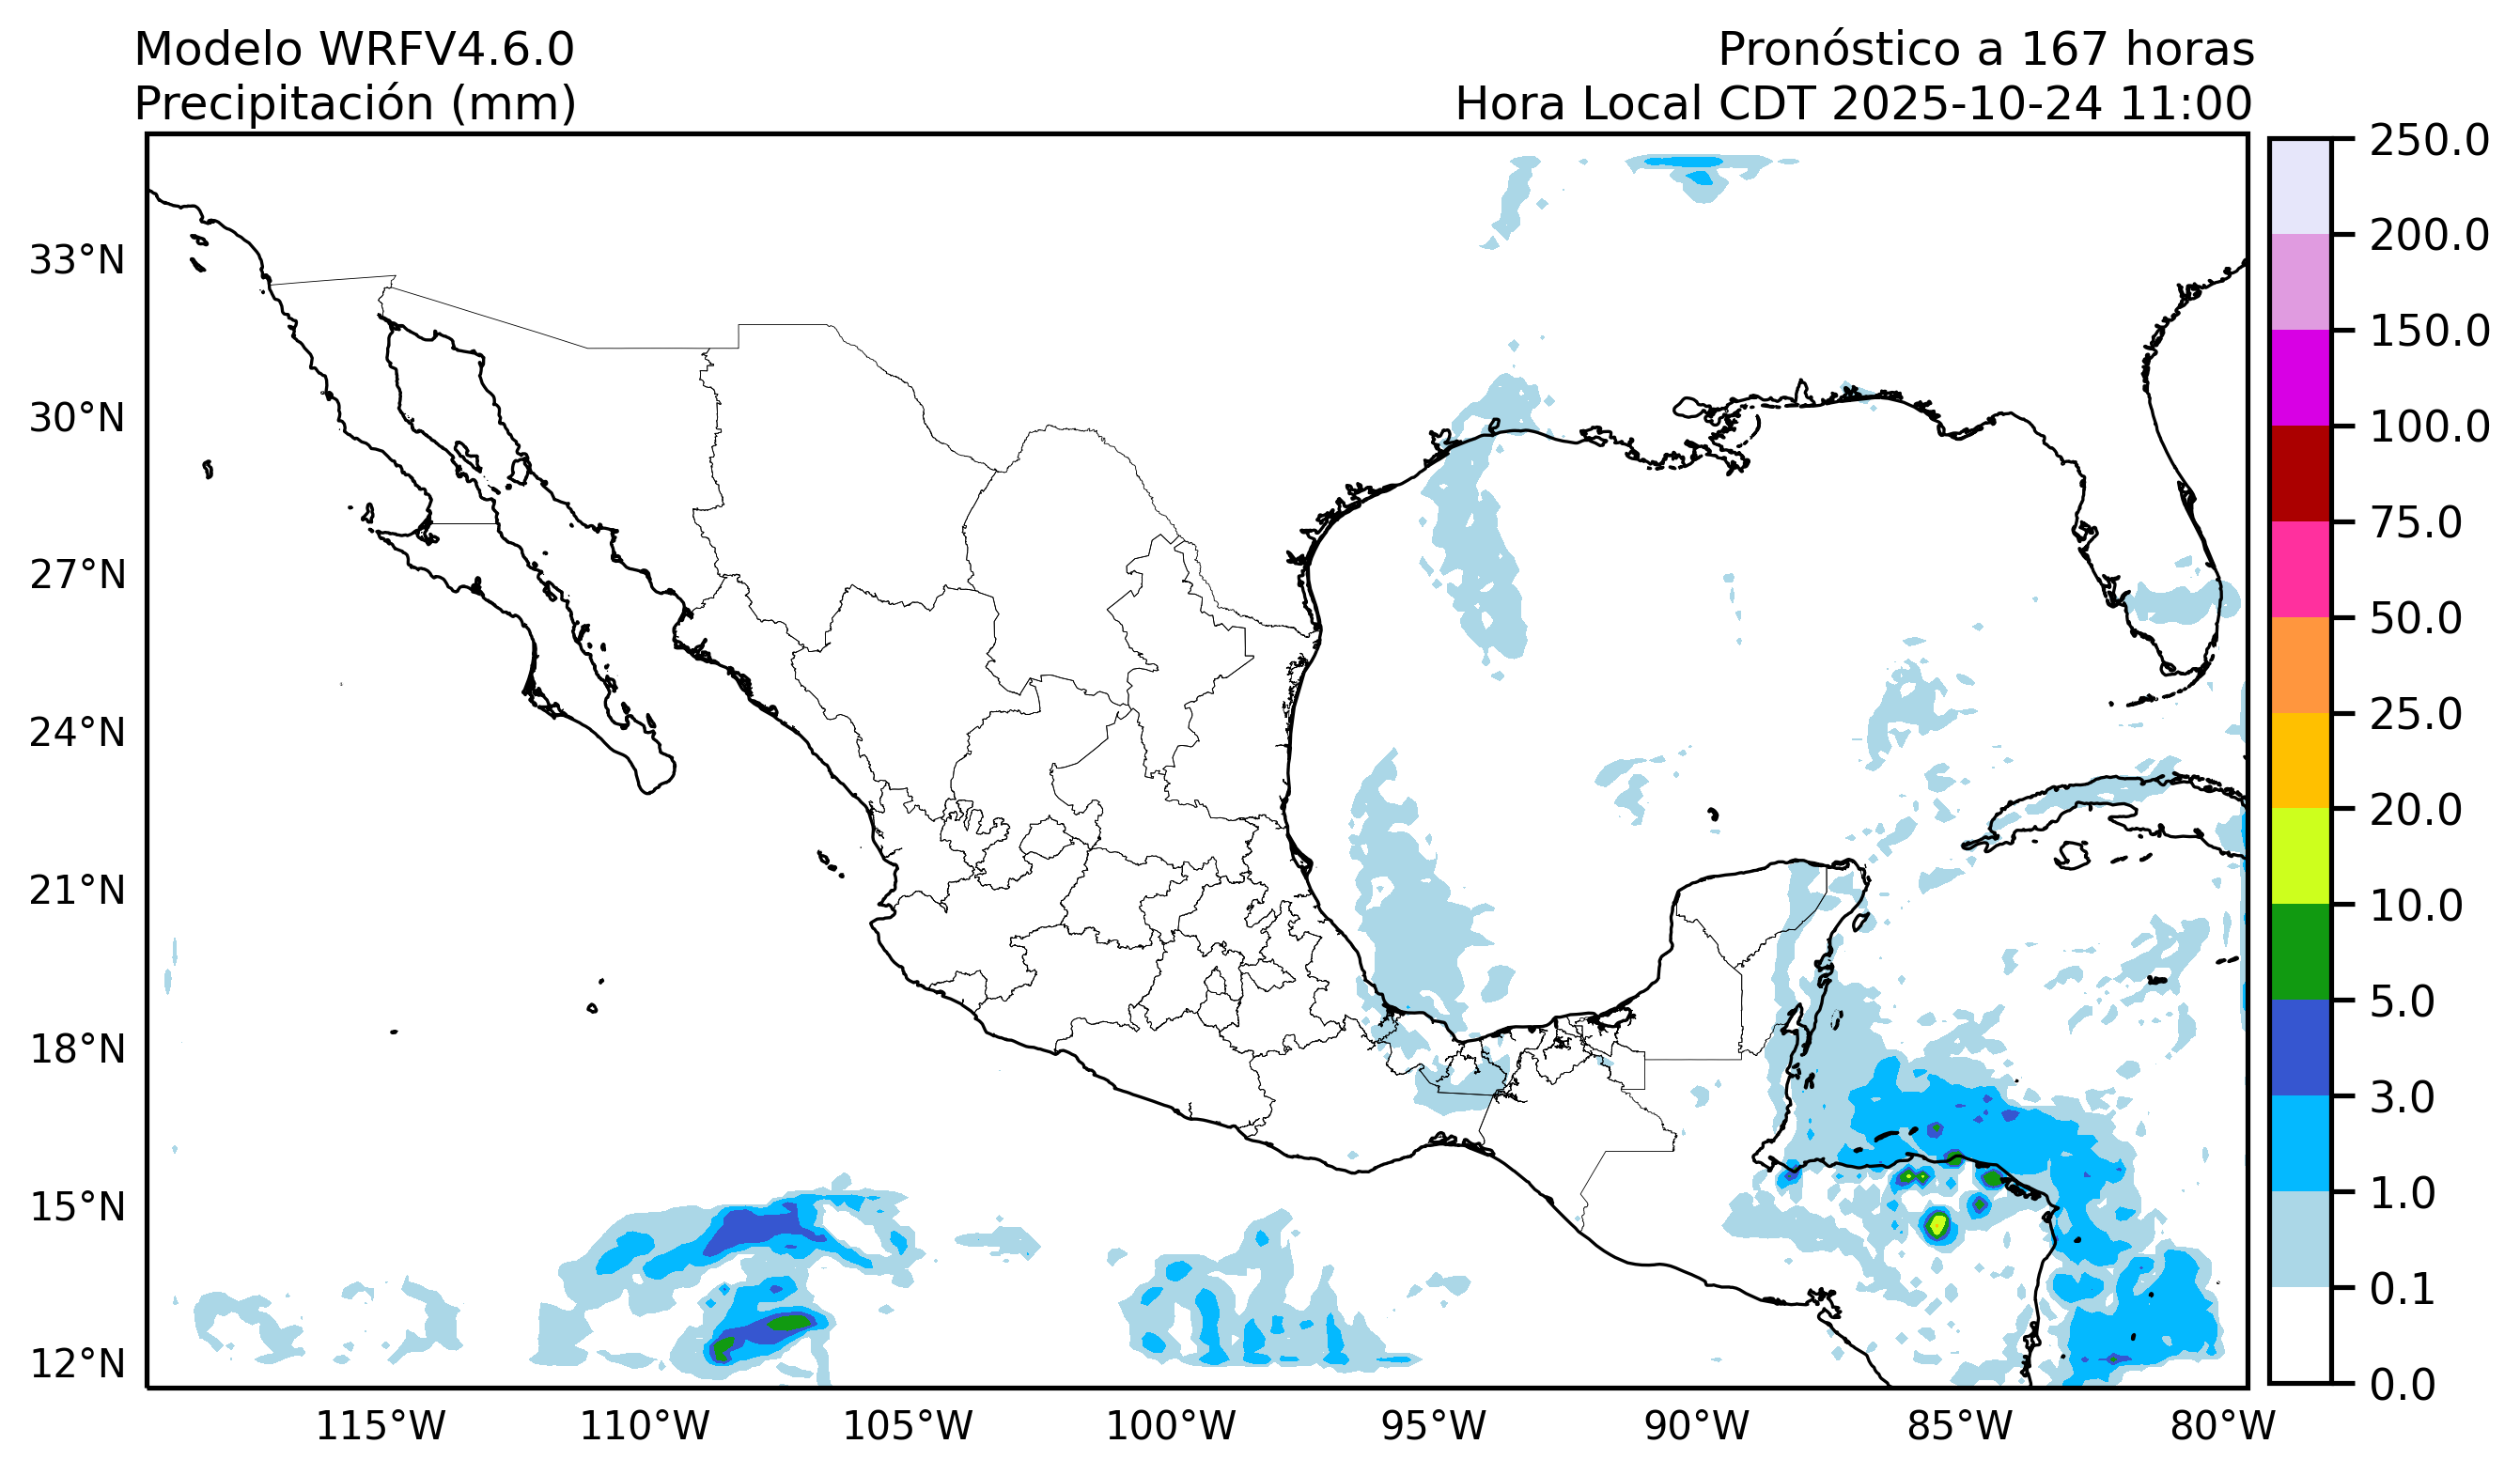 Modelo WRFV4.6.0
Precipitación (mm)
Pronóstico a 167 horas
Hora Local CDT 2025-10-24 11:00
33°N
30°N
27°N
24°N
21°N
18°N
15°N
12°N
115°W
110°W
105°W
100°W
95°W
90°W
85°W
80°W
250.0
200.0
150.0
100.0
75.0
50.0
25.0
20.0
10.0
5.0
3.0
1.0
0.1
0.0